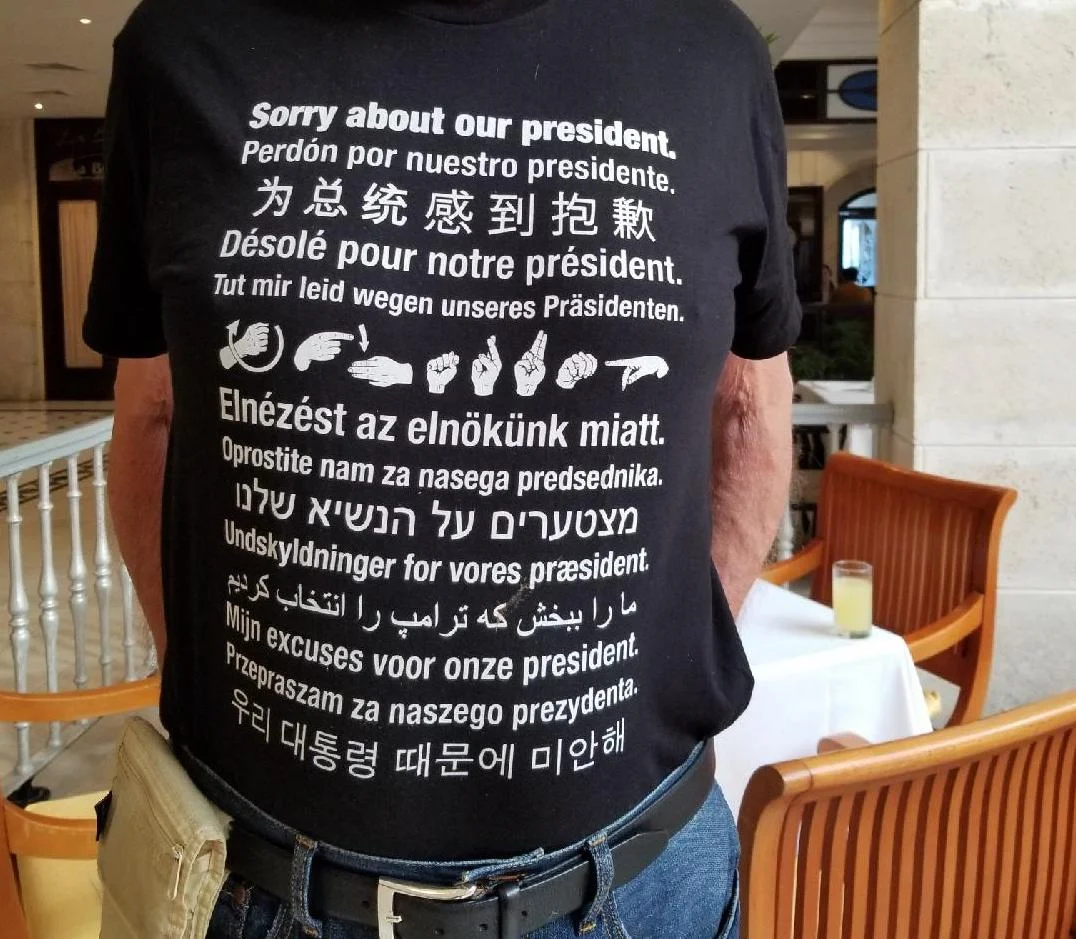 Sorry about our president.
Perdón por nuestro presidente.
为总统感到抱歉
Désolé pour notre président.
Tut mir leid wegen unseres Präsidenten.
Elnézést az elnökünk miatt.
Oprostite nam za nasega predsednika.
מצטערים על הנשיא שלנו
Undskyldninger for vores præsident.
ما را ببخش که ترامپ را انتخاب کردیم
Mijn excuses voor onze president.
Przepraszam za naszego prezydenta.
우리 대통령 때문에 미안해